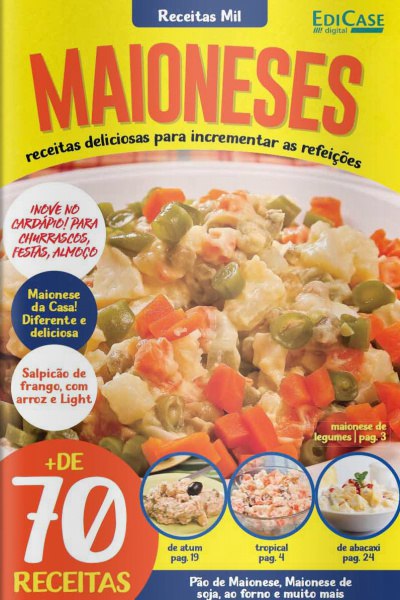 Receitas Mil
EDICASE
digital
MAIONESES
receitas deliciosas para incrementar as refeições
INOVE NO
CARDÁPIO! PARA
CHURRASCOS,
FESTAS, ALMOÇO
Maionese
da Casa!
Diferente e
deliciosa
Salpicão de
frango, com
arroz e Light
maionese de
legumes | pag. 3
+DE
70
RECEITAS
de atum
pag. 19
tropical
pag. 4
de abacaxi
pag. 24
Pão de Maionese, Maionese de
soja, ao forno e muito mais